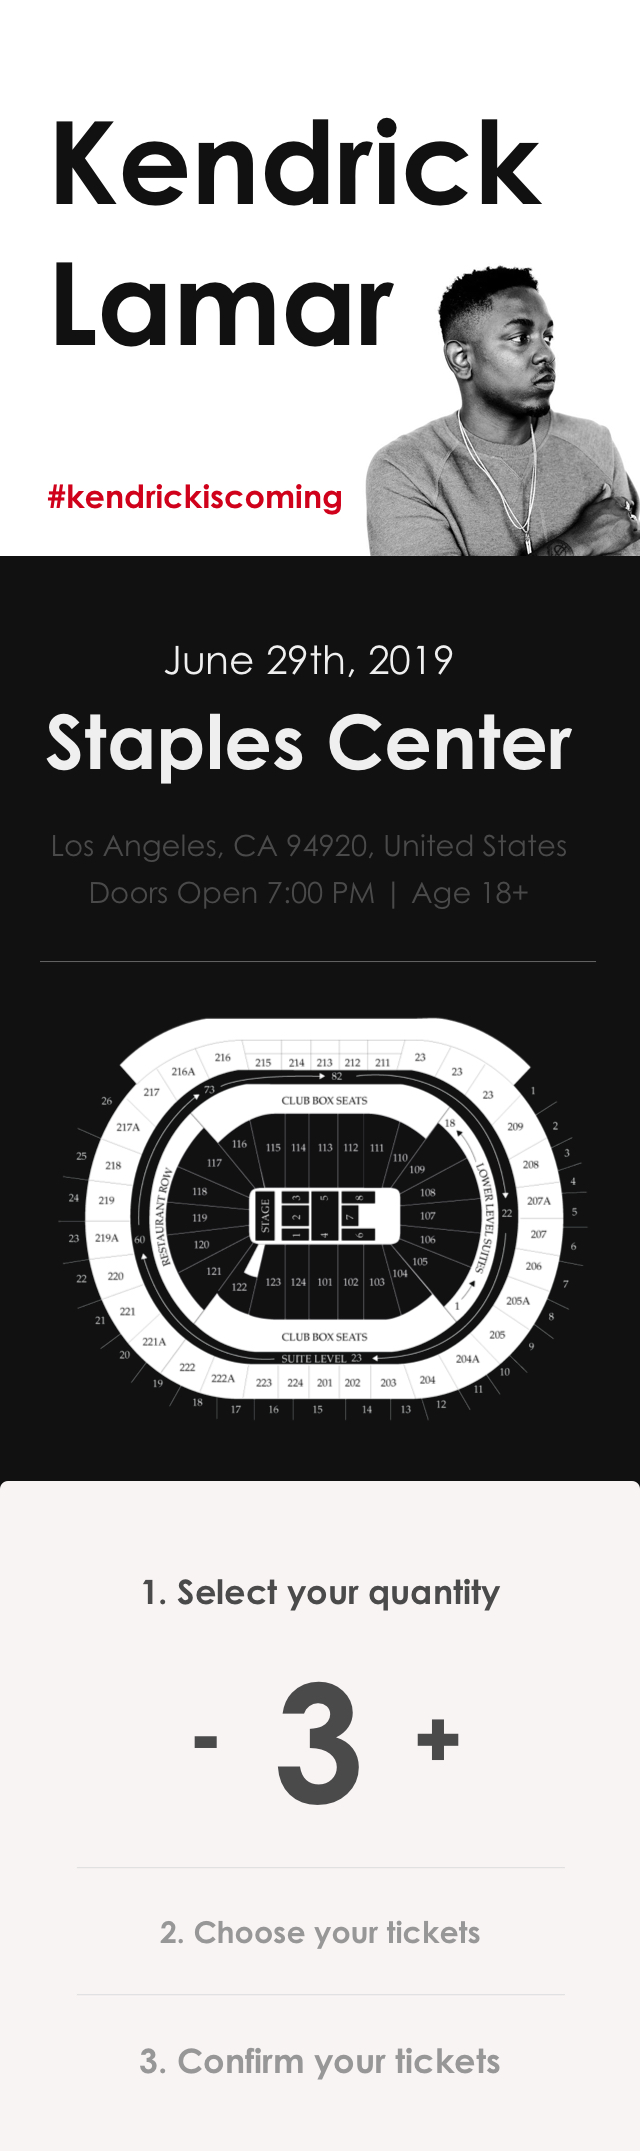 Kendrick
Lamar
#kendrickiscoming
June 29th, 2019
Staples Center
Los Angeles, CA 94920, United States
Doors Open 7:00 PM | Age 18+
216 215 214 213 212 211 23
216A 73 82 23
26 217 CLUB BOX SEATS 23 1
217A 116 115 114 113 112 111 18 209 2
25 218 117 110 109 208 3
24 219 118 3 5 8 108 207A 4
RESTAURANT ROW STAGE 2 7 LOWER LEVEL SUITES
23 219A 60 119 1 4 6 107 22 207 5
22 220 120 106 206 6
21 221 121 122 123 124 101 102 103 104 105 205A 7
20 221A CLUB BOX SEATS 1 205 8
19 222 SUITE LEVEL 23 204A 9
18 222A 223 224 201 202 203 204 11 10
17 16 15 14 13 12
1. Select your quantity
- 3 +
2. Choose your tickets
3. Confirm your tickets